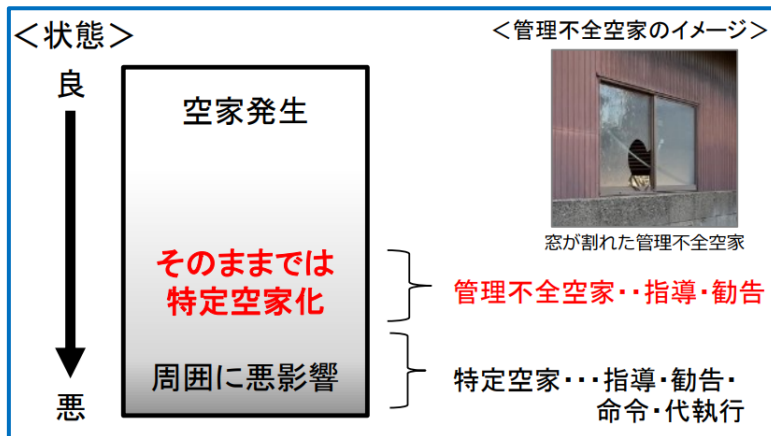 ＜状態＞
良
悪
空家発生
そのままでは
特定空家化
周囲に悪影響
＜管理不全空家のイメージ＞
窓が割れた管理不全空家
管理不全空家・・指導・勧告
特定空家・・・指導・勧告・
命令・代執行